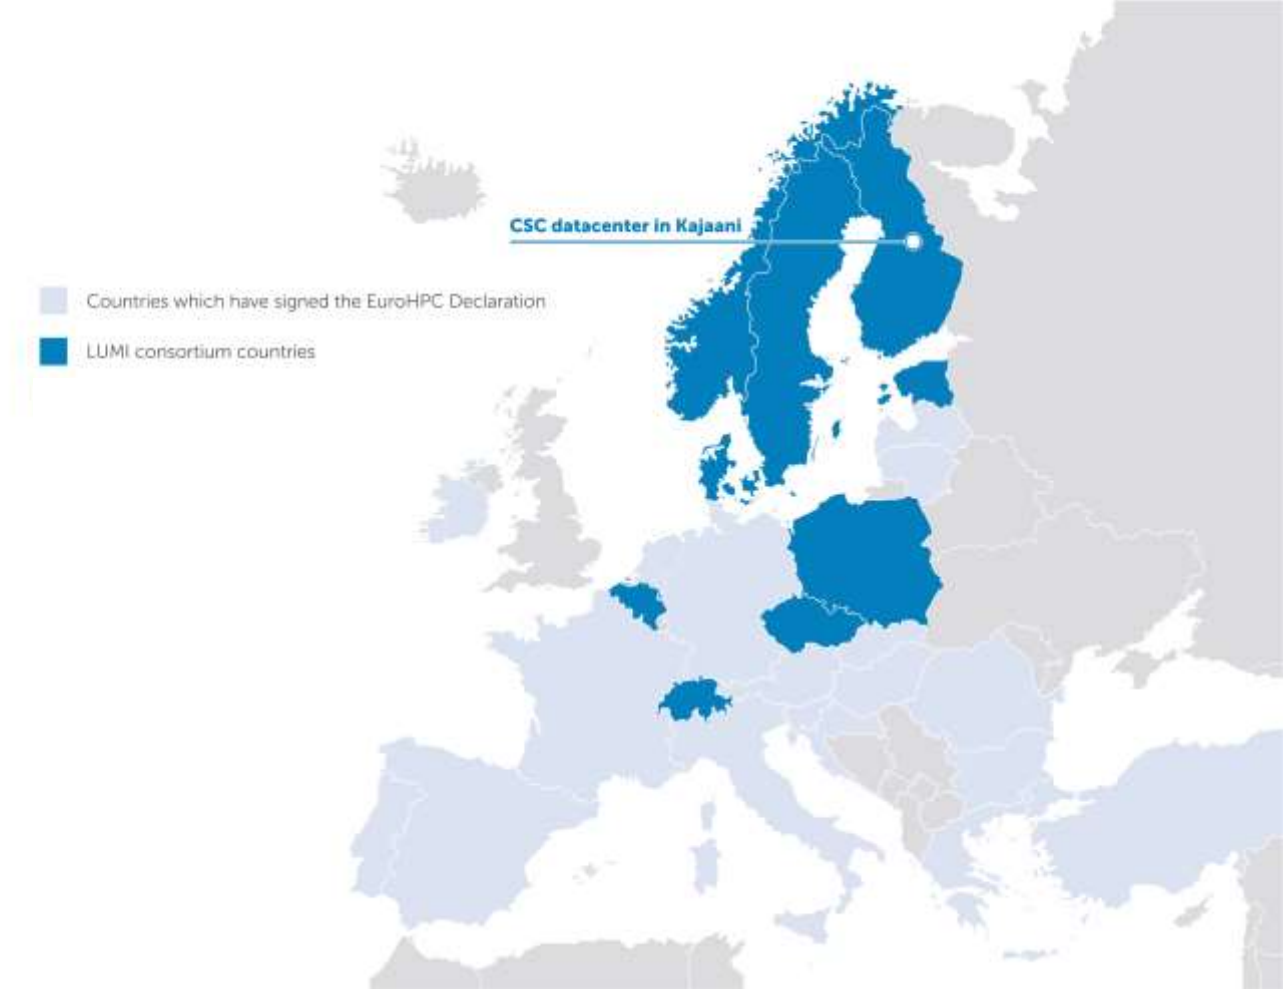 CSC datacenter in Kajaani
Countries which have signed the EuroHPC Declaration
LUMI consortium countries